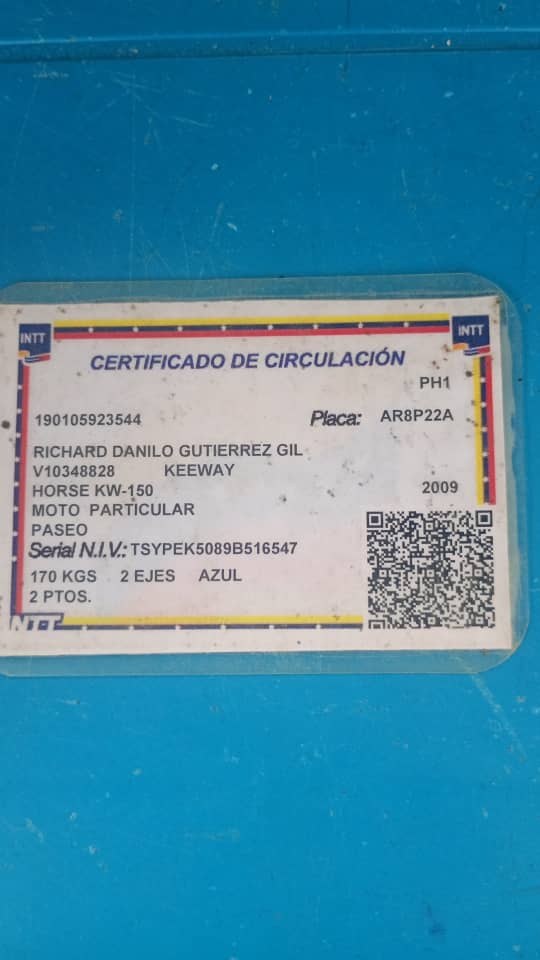 INTT INTT
CERTIFICADO DE CIRCULACIÓN
PH1
190105923544 Placa: AR8P22A
RICHARD DANILO GUTIERREZ GIL
V10348828 KEEWAY
HORSE KW-150 2009
MOTO PARTICULAR
PASEO
Serial N.I.V.: TSYPEK5089B516547
170 KGS 2 EJES AZUL
2 PTOS.
INTT